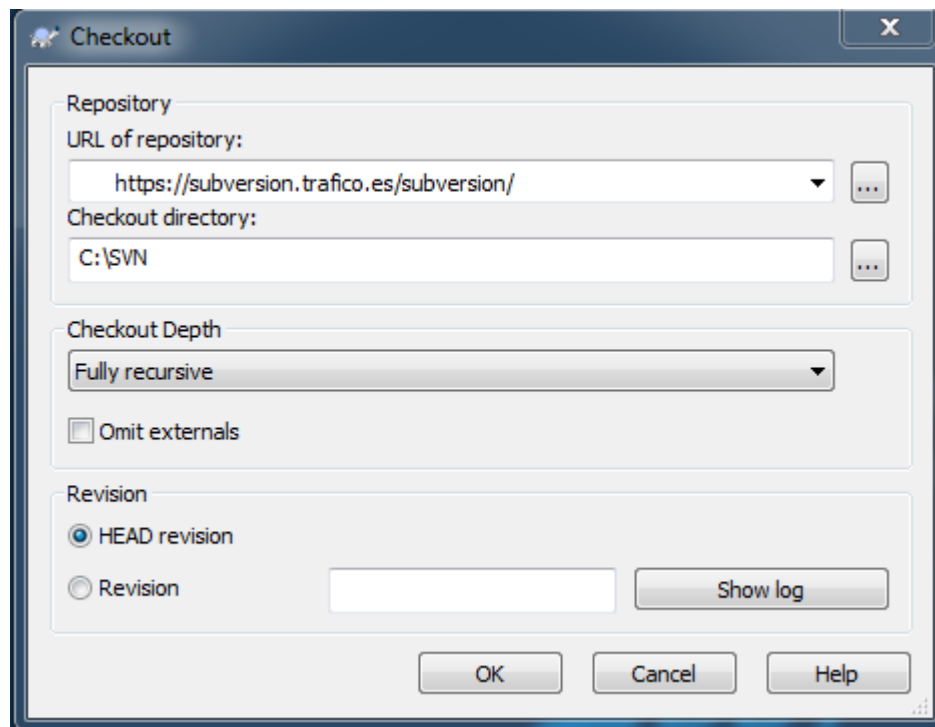 Checkout
Repository
URL of repository:
https://subversion.trafico.es/subversion/
...
Checkout directory:
C:\SVN
...
Checkout Depth
Fully recursive
Omit externals
Revision
HEAD revision
Revision
Show log
OK Cancel Help